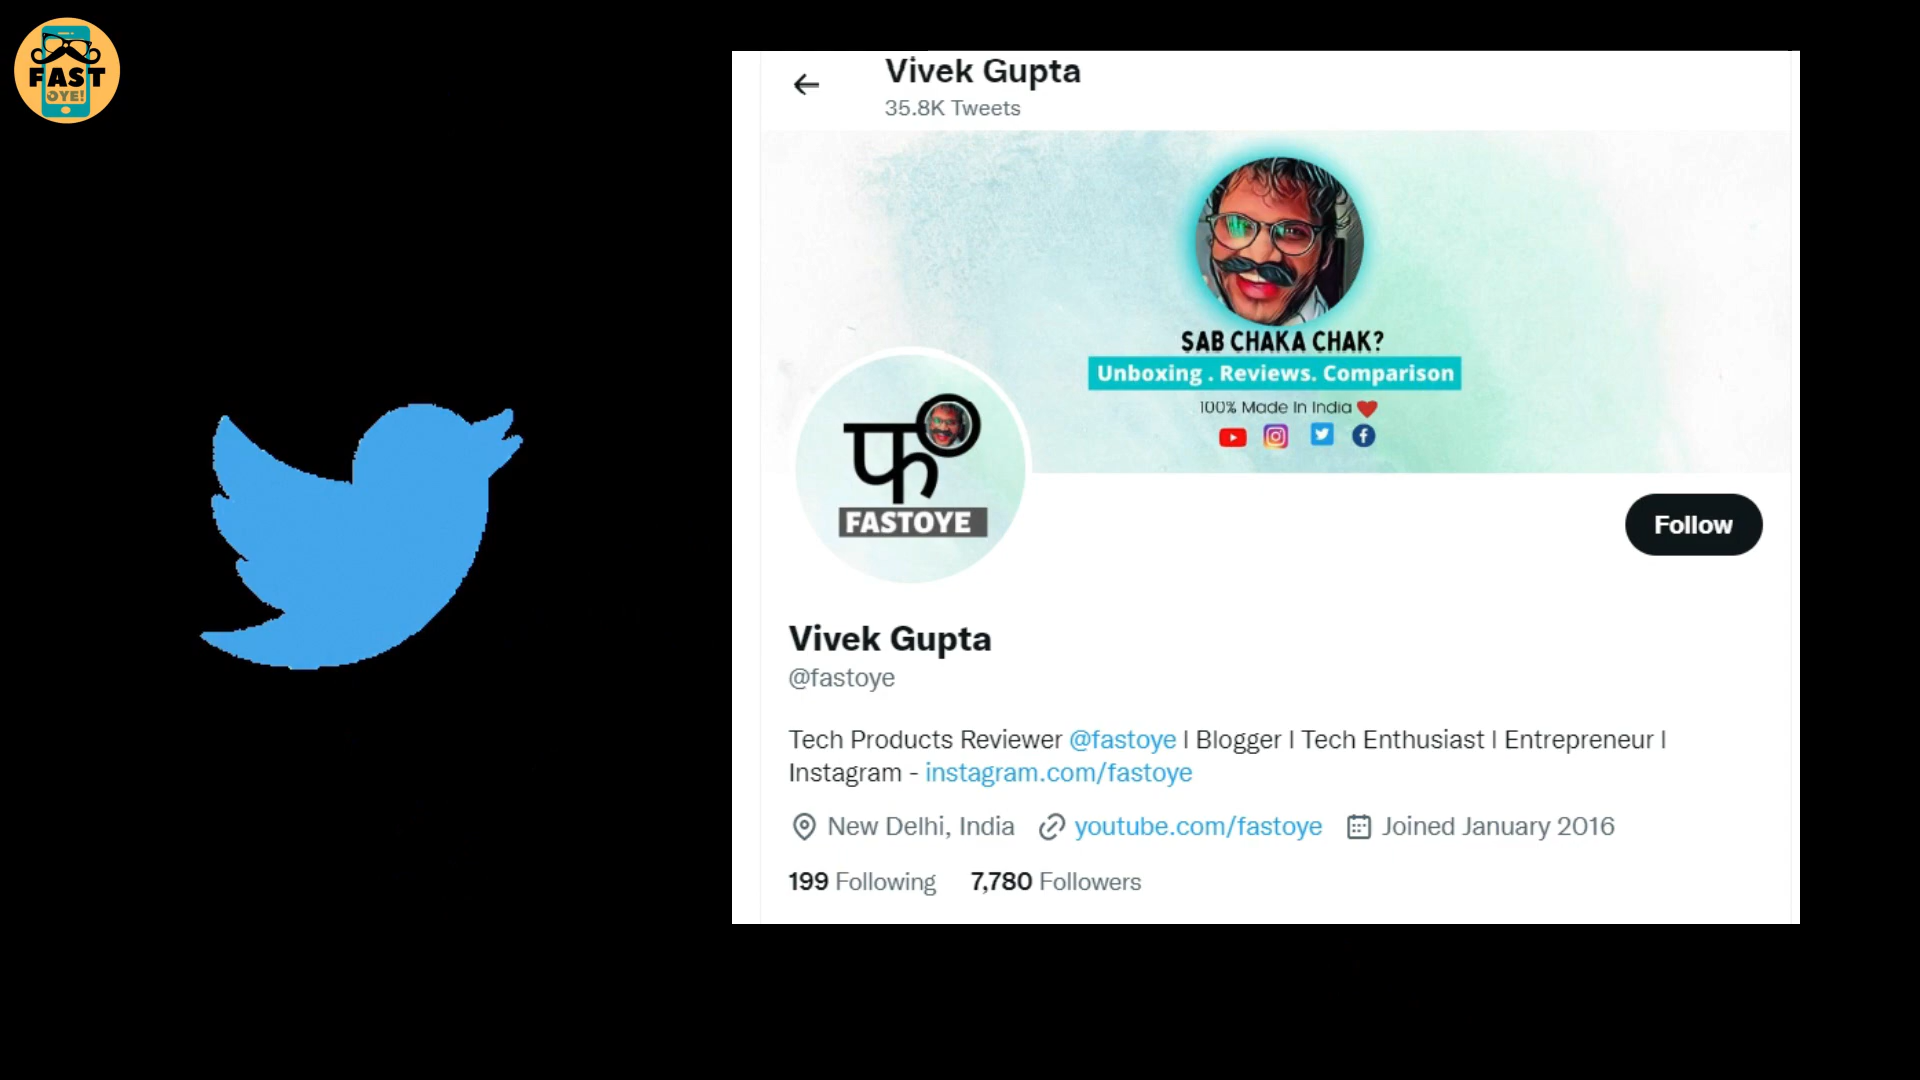 FAST
OYE!
Vivek Gupta
35.8K Tweets
SAB CHAKA CHAK?
Unboxing . Reviews. Comparison
100% Made In India
फ
FASTOYE
Follow
Vivek Gupta
@fastoye
Tech Products Reviewer @fastoye l Blogger l Tech Enthusiast l Entrepreneur l
Instagram - instagram.com/fastoye
New Delhi, India youtube.com/fastoye Joined January 2016
199 Following 7,780 Followers